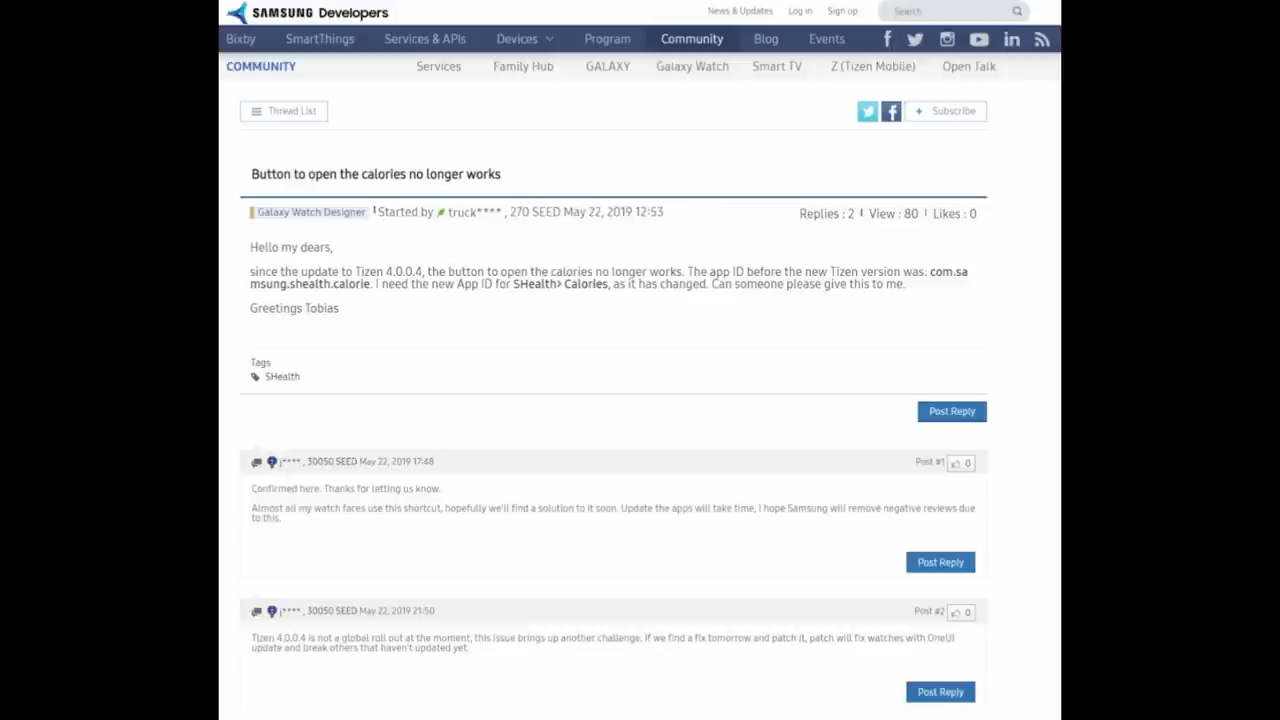 SAMSUNG Developers
News & Updates Log in Sign up Search
Bixby SmartThings Services & APIs Devices Program Community Blog Events
COMMUNITY Services Family Hub GALAXY Galaxy Watch Smart TV Z (Tizen Mobile) Open Talk
Thread List
+ Subscribe
Button to open the calories no longer works
Galaxy Watch Designer Started by truck**** , 270 SEED May 22, 2019 12:53
Replies : 2 View : 80 Likes : 0
Hello my dears,
since the update to Tizen 4.0.0.4, the button to open the calories no longer works. The app ID before the new Tizen version was: com.sa
msung.shealth.calorie. I need the new App ID for SHealth> Calories, as it has changed. Can someone please give this to me.
Greetings Tobias
Tags
SHealth
Post Reply
j**** , 30050 SEED May 22, 2019 17:48
Post #1 0
Confirmed here. Thanks for letting us know.
Almost all my watch faces use this shortcut, hopefully we'll find a solution to it soon. Update the apps will take time, I hope Samsung will remove negative reviews due
to this.
Post Reply
j**** , 30050 SEED May 22, 2019 21:50
Post #2 0
Tizen 4.0.0.4 is not a global roll out at the moment, this issue brings up another challenge. If we find a fix tomorrow and patch it, patch will fix watches with OneUI
update and break others that haven't updated yet.
Post Reply